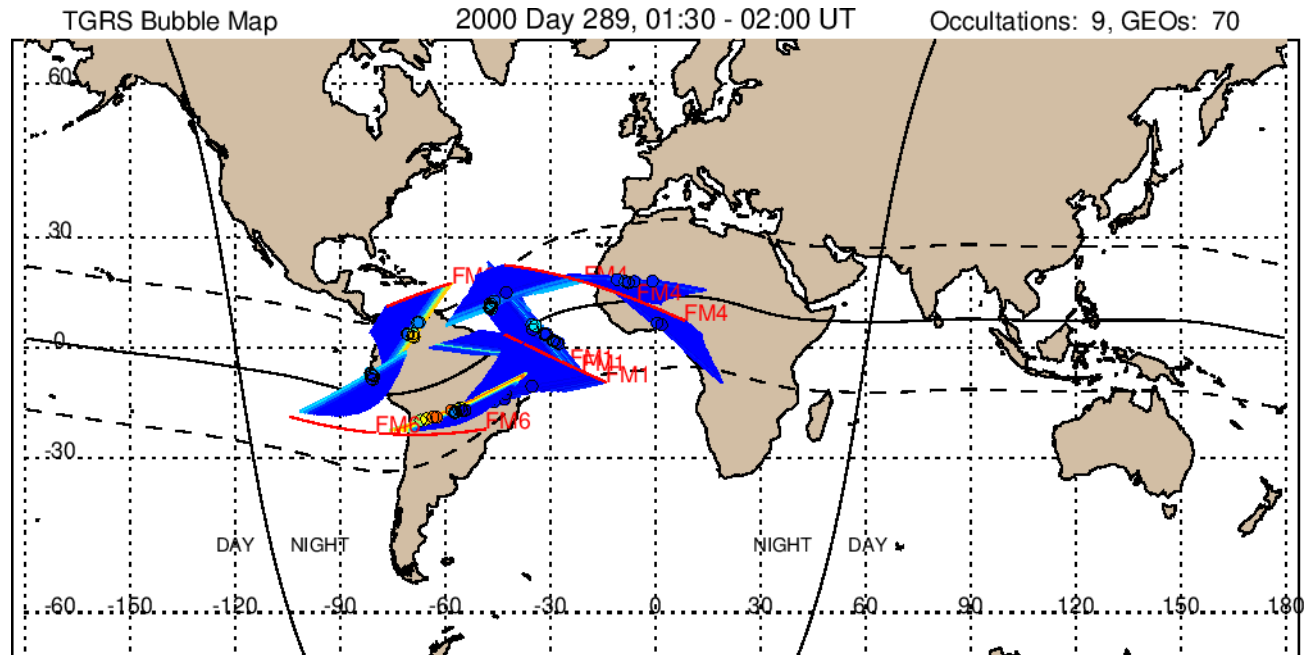 TGRS Bubble Map 2000 Day 289, 01:30 - 02:00 UT Occultations: 9, GEOs: 70
60
30
FM4
FM4
FM4
0
FM1
FM1
FM6
-30
DAY NIGHT NIGHT DAY
-60 -150 -120 -90 -60 -30 0 30 60 90 120 150 180